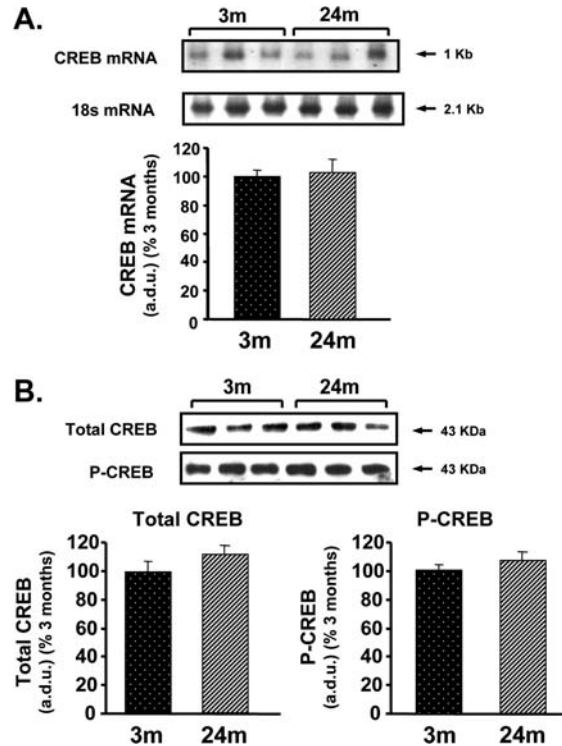 A.
3m 24m
CREB mRNA 1 Kb
18s mRNA 2.1 Kb
CREB mRNA
(a.d.u.) (% 3 months)
120
100
80
60
40
20
0
3m 24m
B.
3m 24m
Total CREB 43 KDa
P-CREB 43 KDa
Total CREB
Total CREB
(a.d.u.) (% 3 months)
120
100
80
60
40
20
0
3m 24m
P-CREB
P-CREB
(a.d.u.) (% 3 months)
120
100
80
60
40
20
0
3m 24m